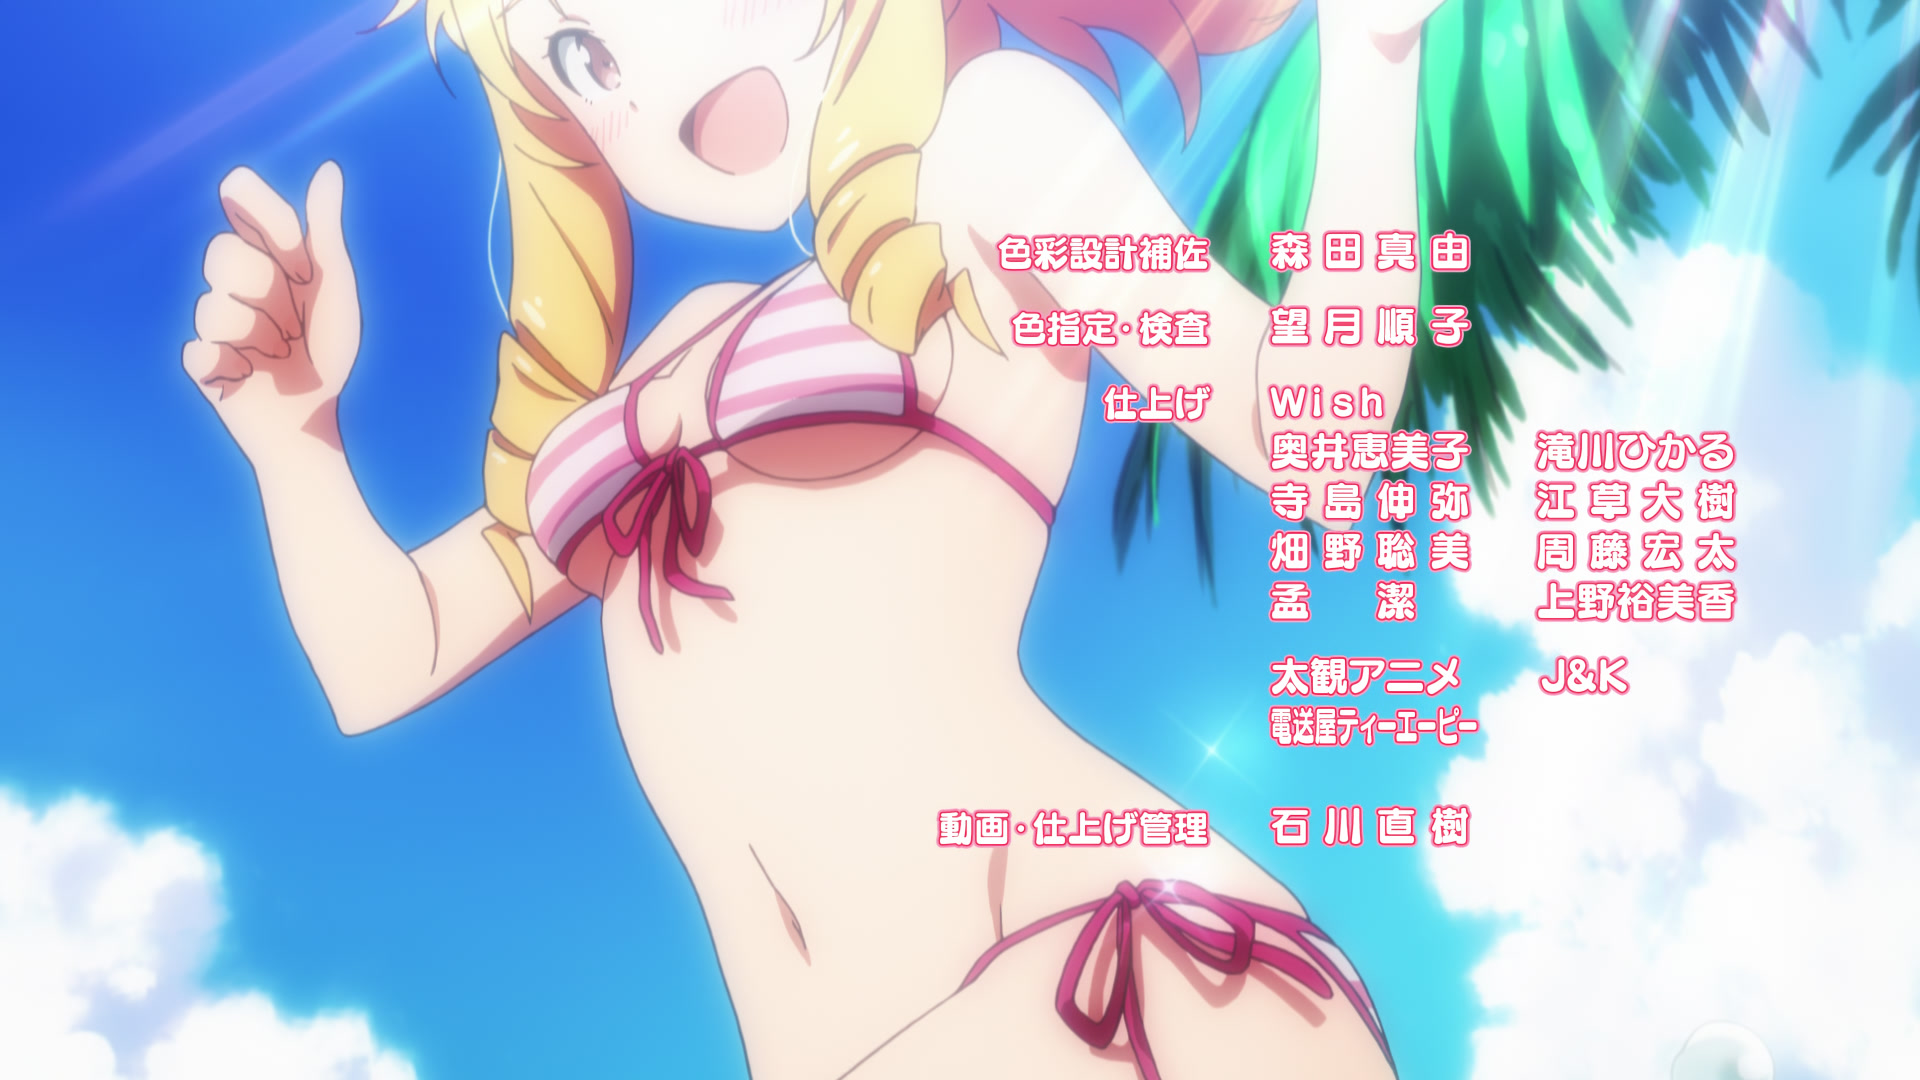 色彩設計補佐 森田真由
色指定・検査 望月順子
仕上げ Wish
奥井恵美子 滝川ひかる
寺島伸弥 江草大樹
畑野聡美 周藤宏太
孟 潔 上野裕美香
太観アニメ J&K
電送屋ティーエーピー
動画・仕上げ管理 石川直樹